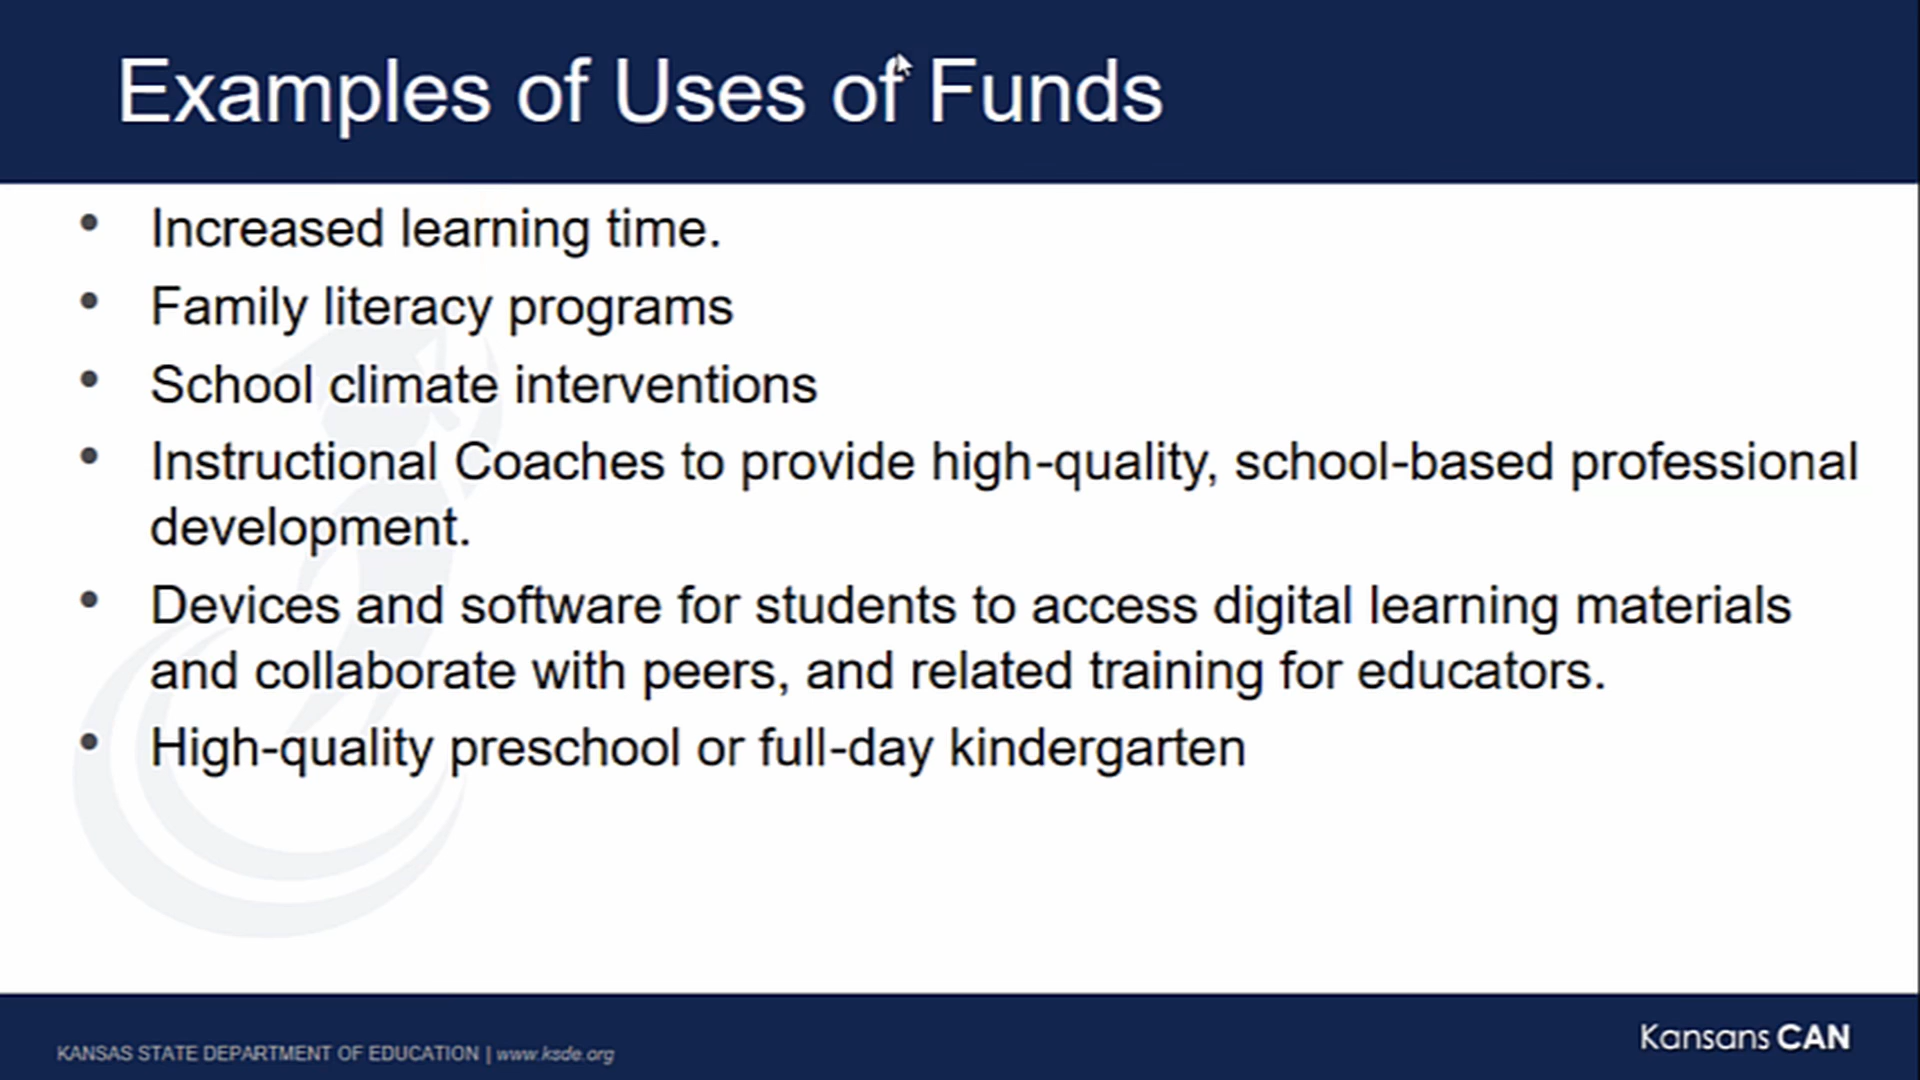 Examples of Uses of Funds
• Increased learning time.
• Family literacy programs
• School climate interventions
• Instructional Coaches to provide high-quality, school-based professional
development.
• Devices and software for students to access digital learning materials
and collaborate with peers, and related training for educators.
• High-quality preschool or full-day kindergarten
KANSAS STATE DEPARTMENT OF EDUCATION | www.ksde.org
Kansans CAN